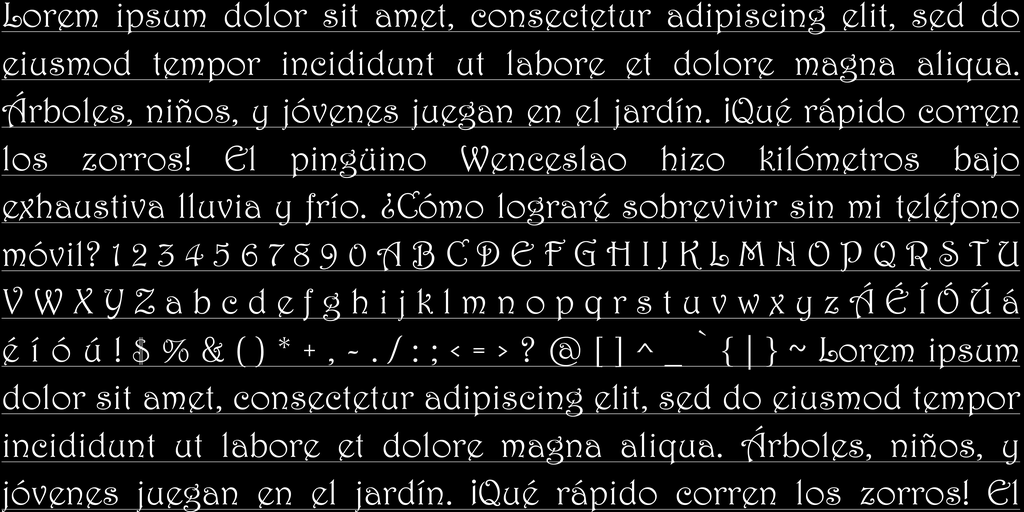 Lorem ipsum dolor sit amet, consectetur adipiscing elit, sed do
eiusmod tempor incididunt ut labore et dolore magna aliqua.
Árboles, niños, y jóvenes juegan en el jardín. ¡Qué rápido corren
los zorros! El pingüino Wenceslao hizo kilómetros bajo
exhaustiva lluvia y frío. ¿Cómo lograré sobrevivir sin mi teléfono
móvil? 1 2 3 4 5 6 7 8 9 0 A B C D E F G H I J K L M N O P Q R S T U
V W X Y Z a b c d e f g h i j k l m n o p q r s t u v w x y z Á É Í Ó Ú á
é í ó ú ! $ % & ( ) * + , - . / : ; < = > ? @ [ ] ^ _ ` { | } ~ Lorem ipsum
dolor sit amet, consectetur adipiscing elit, sed do eiusmod tempor
incididunt ut labore et dolore magna aliqua. Árboles, niños, y
jóvenes juegan en el jardín. ¡Qué rápido corren los zorros! El